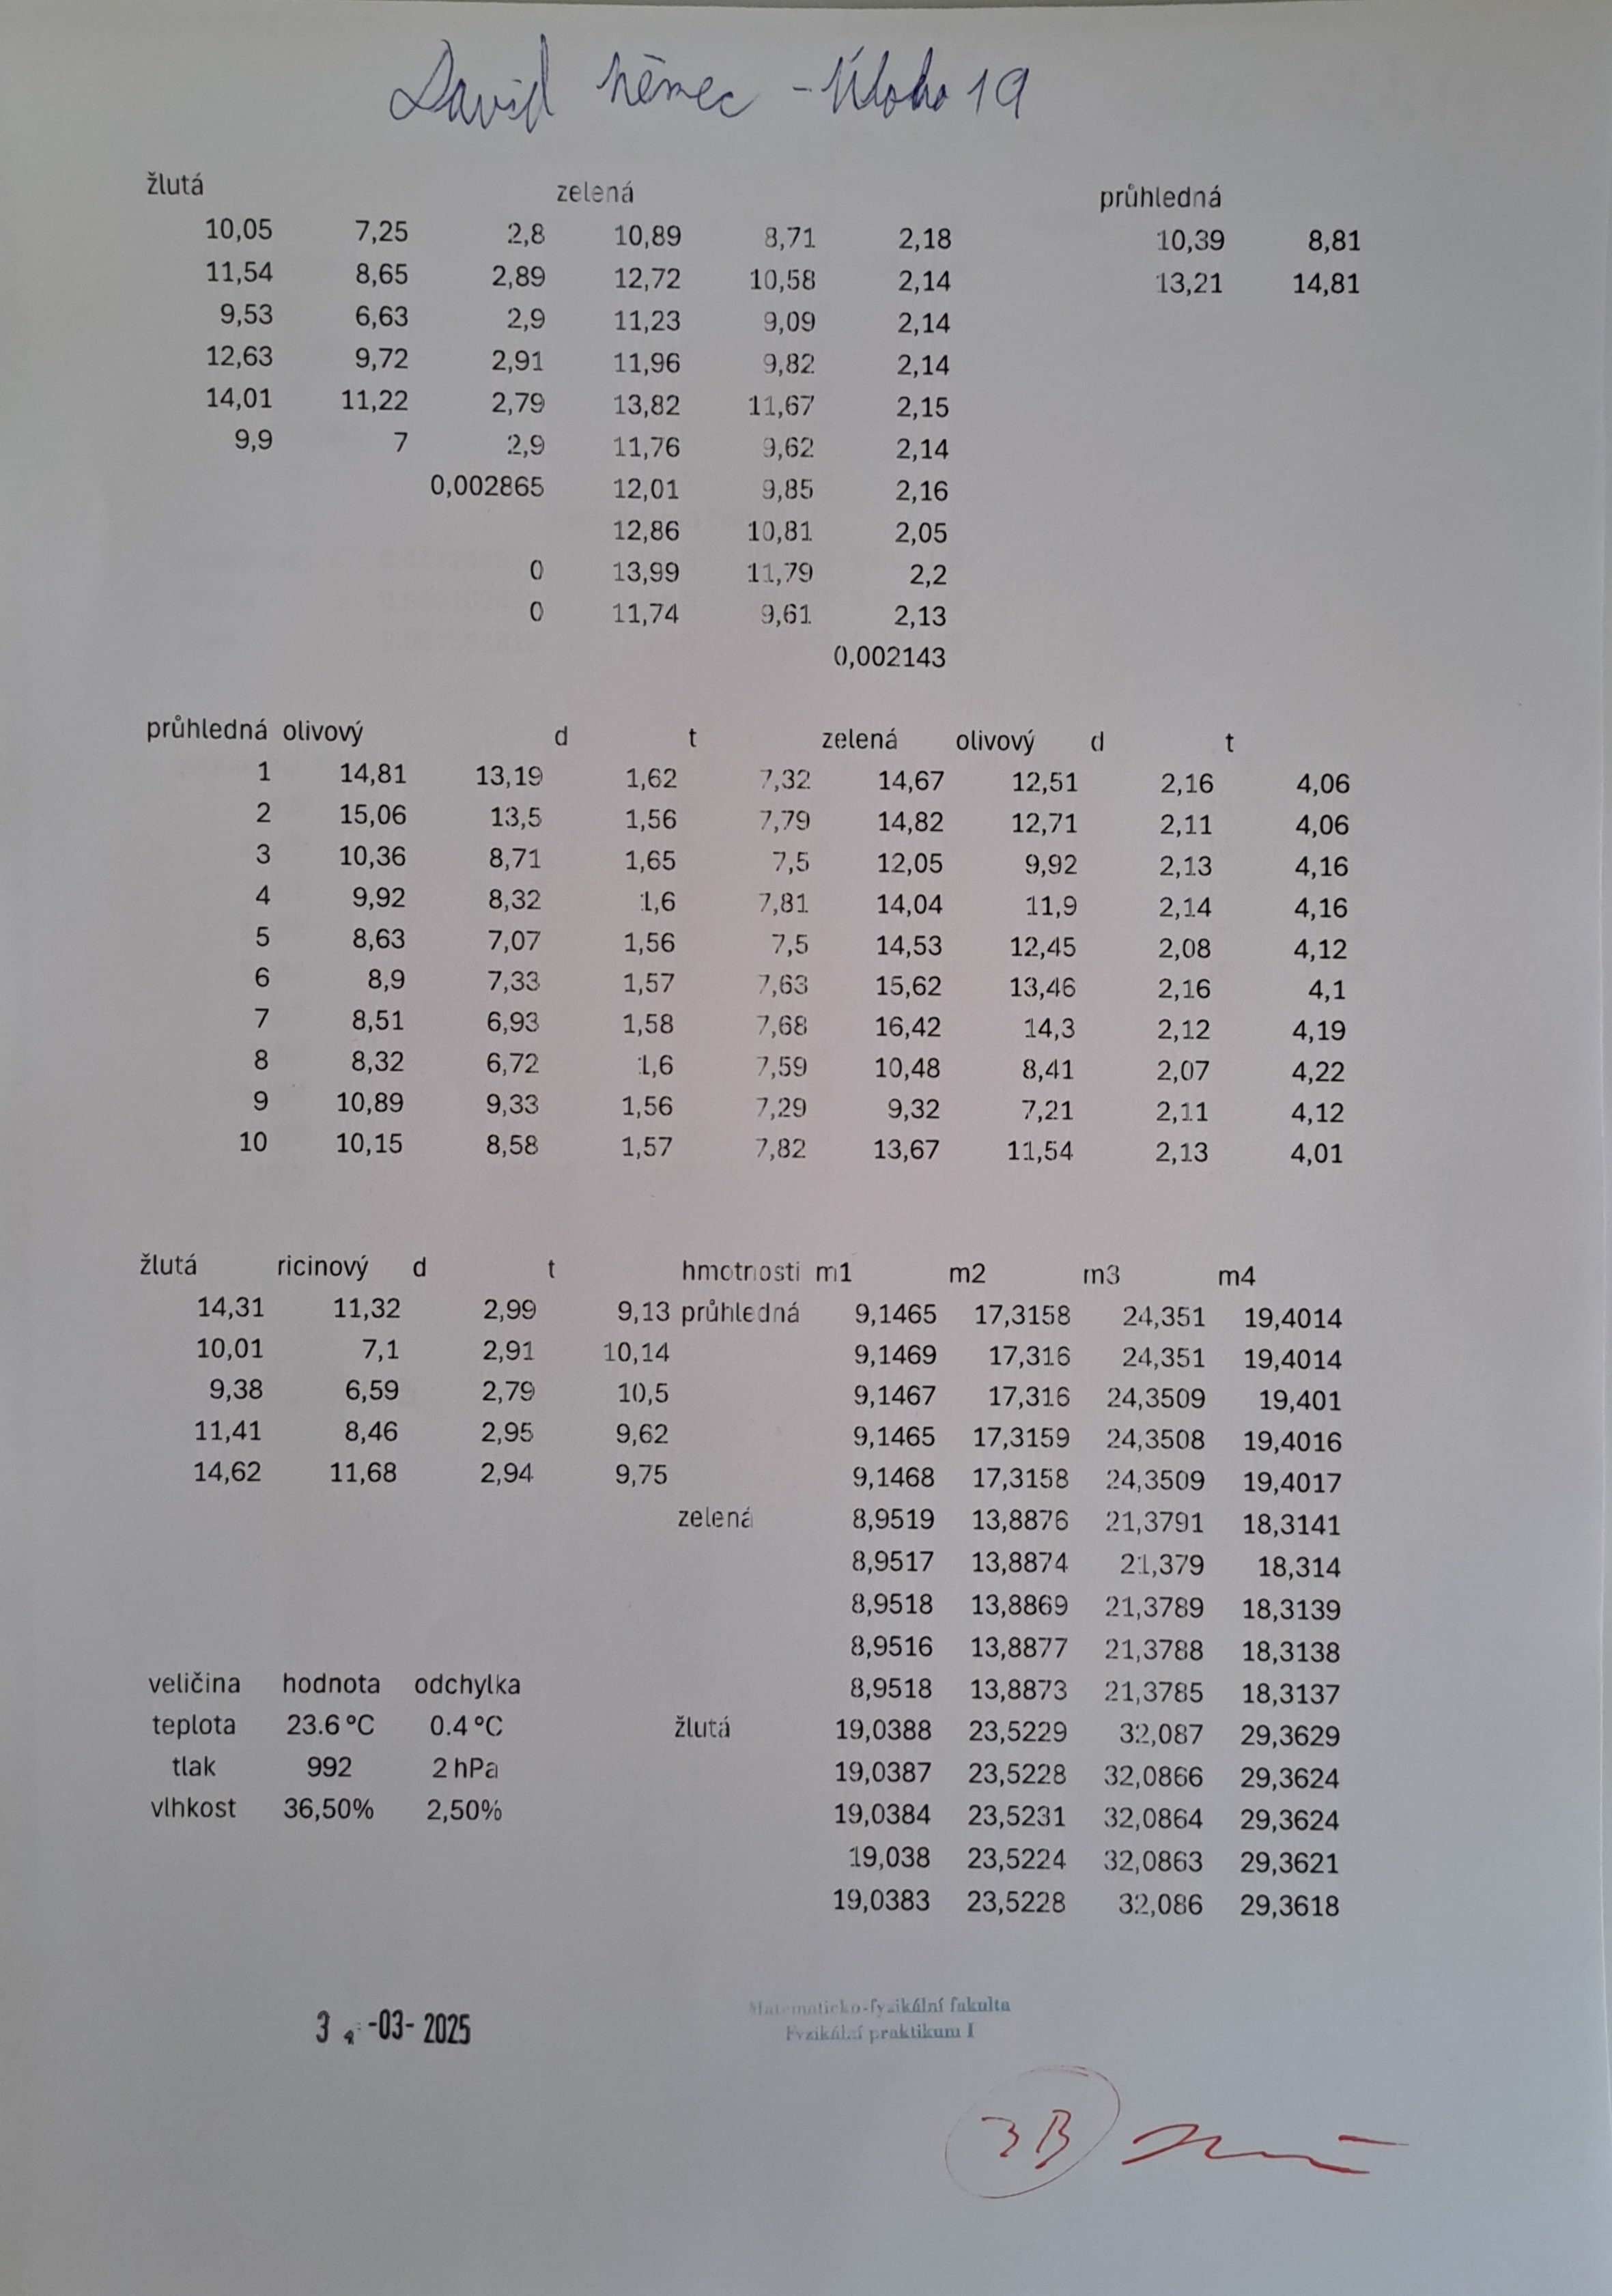 David Němec - Úloha 19
žlutá zelená průhledná
10,05 7,25 2,8 10,89 8,71 2,18 10,39 8,81
11,54 8,65 2,89 12,72 10,58 2,14 13,21 14,81
9,53 6,63 2,9 11,23 9,09 2,14
12,63 9,72 2,91 11,96 9,82 2,14
14,01 11,22 2,79 13,82 11,67 2,15
9,9 7 2,9 11,76 9,62 2,14
0,002865 12,01 9,85 2,16
12,86 10,81 2,05
0 13,99 11,79 2,2
0 11,74 9,61 2,13
0,002143
průhledná olivový d t zelená olivový d t
1 14,81 13,19 1,62 7,32 14,67 12,51 2,16 4,06
2 15,06 13,5 1,56 7,79 14,82 12,71 2,11 4,06
3 10,36 8,71 1,65 7,5 12,05 9,92 2,13 4,16
4 9,92 8,32 1,6 7,81 14,04 11,9 2,14 4,16
5 8,63 7,07 1,56 7,5 14,53 12,45 2,08 4,12
6 8,9 7,33 1,57 7,63 15,62 13,46 2,16 4,1
7 8,51 6,93 1,58 7,68 16,42 14,3 2,12 4,19
8 8,32 6,72 1,6 7,59 10,48 8,41 2,07 4,22
9 10,89 9,33 1,56 7,29 9,32 7,21 2,11 4,12
10 10,15 8,58 1,57 7,82 13,67 11,54 2,13 4,01
žlutá ricinový d t hmotnosti m1 m2 m3 m4
14,31 11,32 2,99 9,13 průhledná 9,1465 17,3158 24,351 19,4014
10,01 7,1 2,91 10,14 9,1469 17,316 24,351 19,4014
9,38 6,59 2,79 10,5 9,1467 17,316 24,3509 19,401
11,41 8,46 2,95 9,62 9,1465 17,3159 24,3508 19,4016
14,62 11,68 2,94 9,75 9,1468 17,3158 24,3509 19,4017
zelená 8,9519 13,8876 21,3791 18,3141
8,9517 13,8874 21,379 18,314
8,9518 13,8869 21,3789 18,3139
8,9516 13,8877 21,3788 18,3138
veličina hodnota odchylka 8,9518 13,8873 21,3785 18,3137
teplota 23.6 °C 0.4 °C žlutá 19,0388 23,5229 32,087 29,3629
tlak 992 2 hPa 19,0387 23,5228 32,0866 29,3624
vlhkost 36,50% 2,50% 19,0384 23,5231 32,0864 29,3624
19,038 23,5224 32,0863 29,3621
19,0383 23,5228 32,086 29,3618
Matematicko-fyzikální fakulta
3 -03- 2025 Fyzikální praktikum I
3B